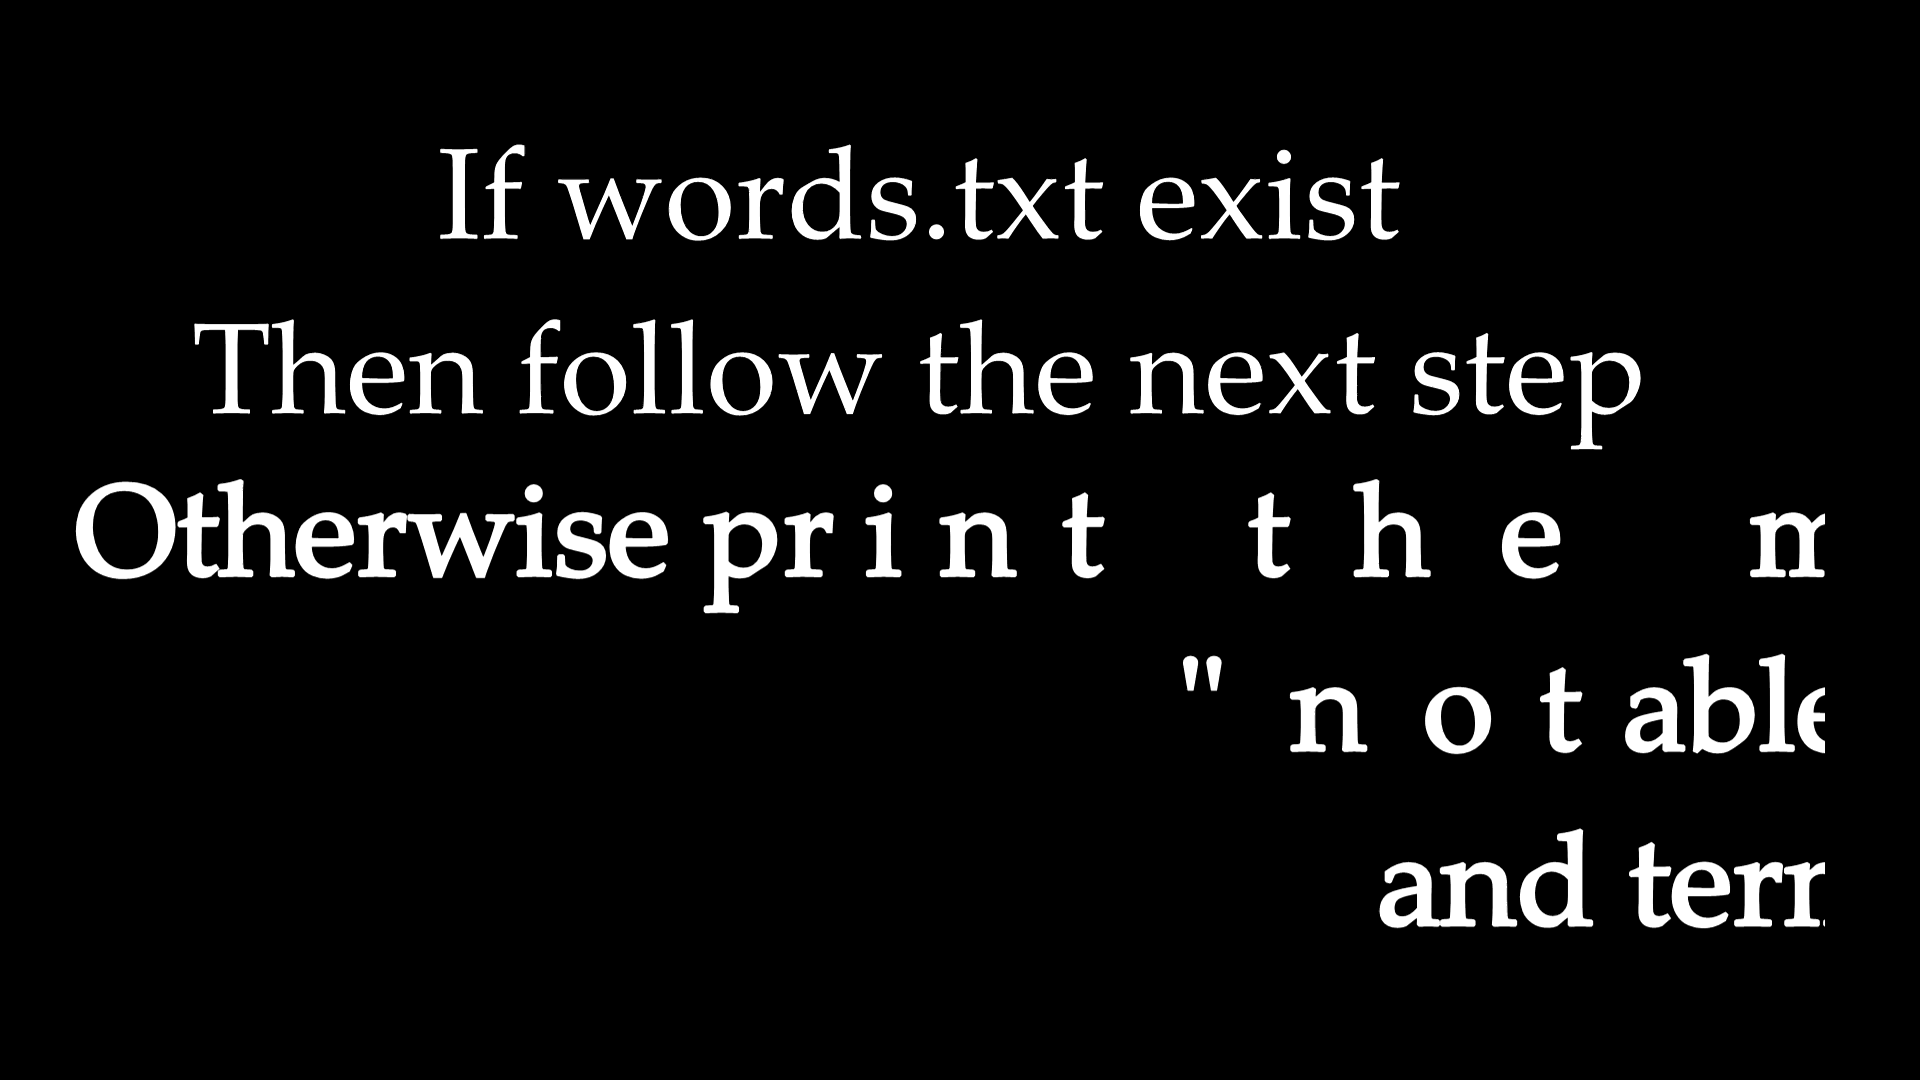 If words.txt exist
Then follow the next step
Otherwise print the
" not
and